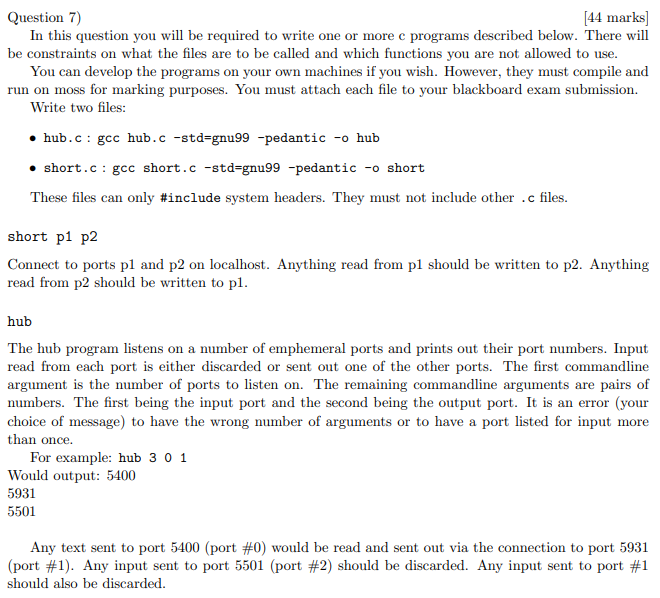 Question 7) [44 marks]
In this question you will be required to write one or more c programs described below. There will
be constraints on what the files are to be called and which functions you are not allowed to use.
You can develop the programs on your own machines if you wish. However, they must compile and
run on moss for marking purposes. You must attach each file to your blackboard exam submission.
Write two files:
• hub.c : gcc hub.c -std=gnu99 -pedantic -o hub
• short.c : gcc short.c -std=gnu99 -pedantic -o short
These files can only #include system headers. They must not include other .c files.
short p1 p2
Connect to ports p1 and p2 on localhost. Anything read from p1 should be written to p2. Anything
read from p2 should be written to p1.
hub
The hub program listens on a number of emphemeral ports and prints out their port numbers. Input
read from each port is either discarded or sent out one of the other ports. The first commandline
argument is the number of ports to listen on. The remaining commandline arguments are pairs of
numbers. The first being the input port and the second being the output port. It is an error (your
choice of message) to have the wrong number of arguments or to have a port listed for input more
than once.
For example: hub 3 0 1
Would output: 5400
5931
5501
Any text sent to port 5400 (port #0) would be read and sent out via the connection to port 5931
(port #1). Any input sent to port 5501 (port #2) should be discarded. Any input sent to port #1
should also be discarded.